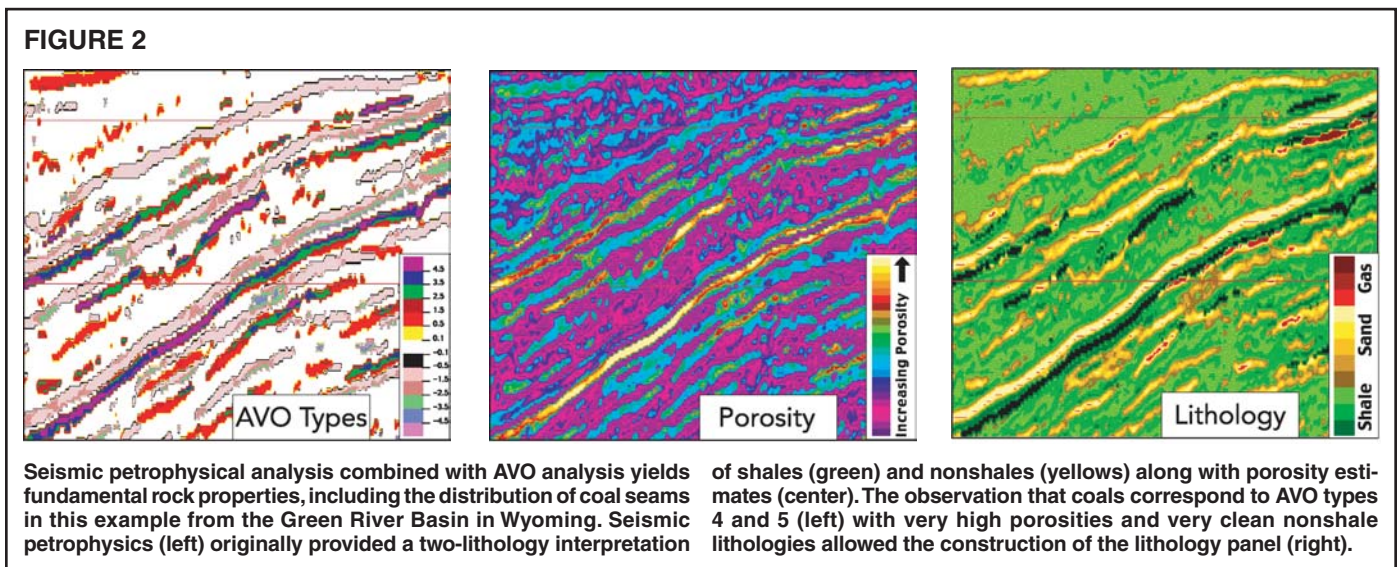 FIGURE 2
AVO Types
4.5
3.5
2.5
1.5
0.5
0.1
-0.1
-0.5
-1.5
-2.5
-3.5
-4.5
Porosity
Increasing Porosity
Lithology
Shale Sand Gas
Seismic petrophysical analysis combined with AVO analysis yields
fundamental rock properties, including the distribution of coal seams
in this example from the Green River Basin in Wyoming. Seismic
petrophysics (left) originally provided a two-lithology interpretation
of shales (green) and nonshales (yellows) along with porosity esti-
mates (center). The observation that coals correspond to AVO types
4 and 5 (left) with very high porosities and very clean nonshale
lithologies allowed the construction of the lithology panel (right).